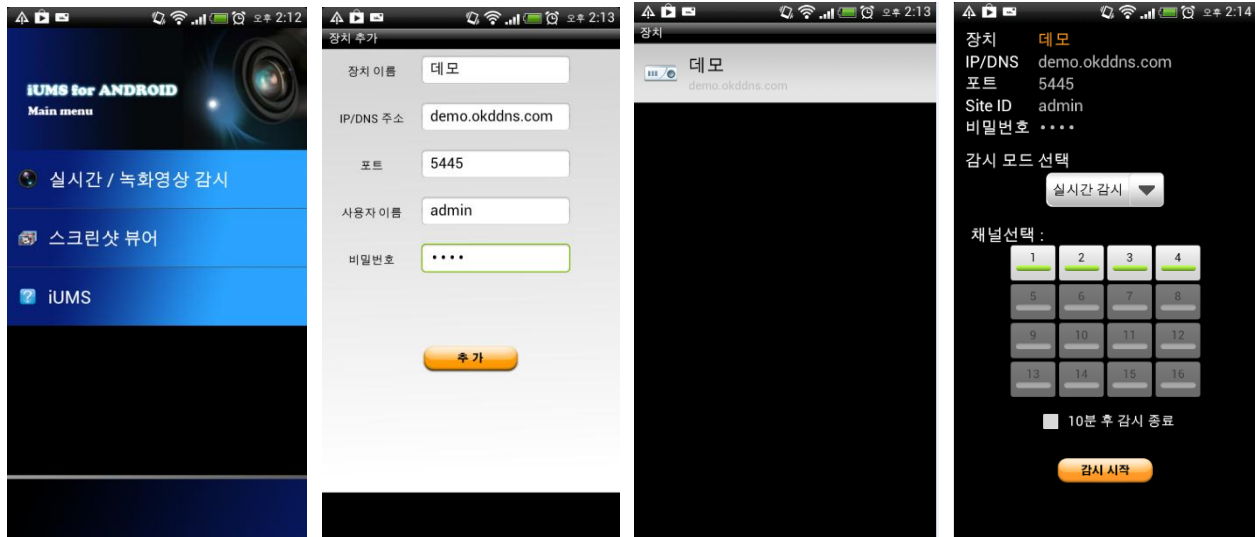 오후 2:12
iUMS for ANDROID
Main menu
실시간 / 녹화영상 감시
스크린샷 뷰어
iUMS
오후 2:13
장치 추가
장치 이름 데모
IP/DNS 주소 demo.okddns.com
포트 5445
사용자 이름 admin
비밀번호 ••••
추 가
오후 2:13
장치
데모
demo.okddns.com
오후 2:14
장치 데모
IP/DNS demo.okddns.com
포트 5445
Site ID admin
비밀번호 ••••
감시 모드 선택
실시간 감시
채널선택 :
1 2 3 4
5 6 7 8
9 10 11 12
13 14 15 16
10분 후 감시 종료
감시 시작